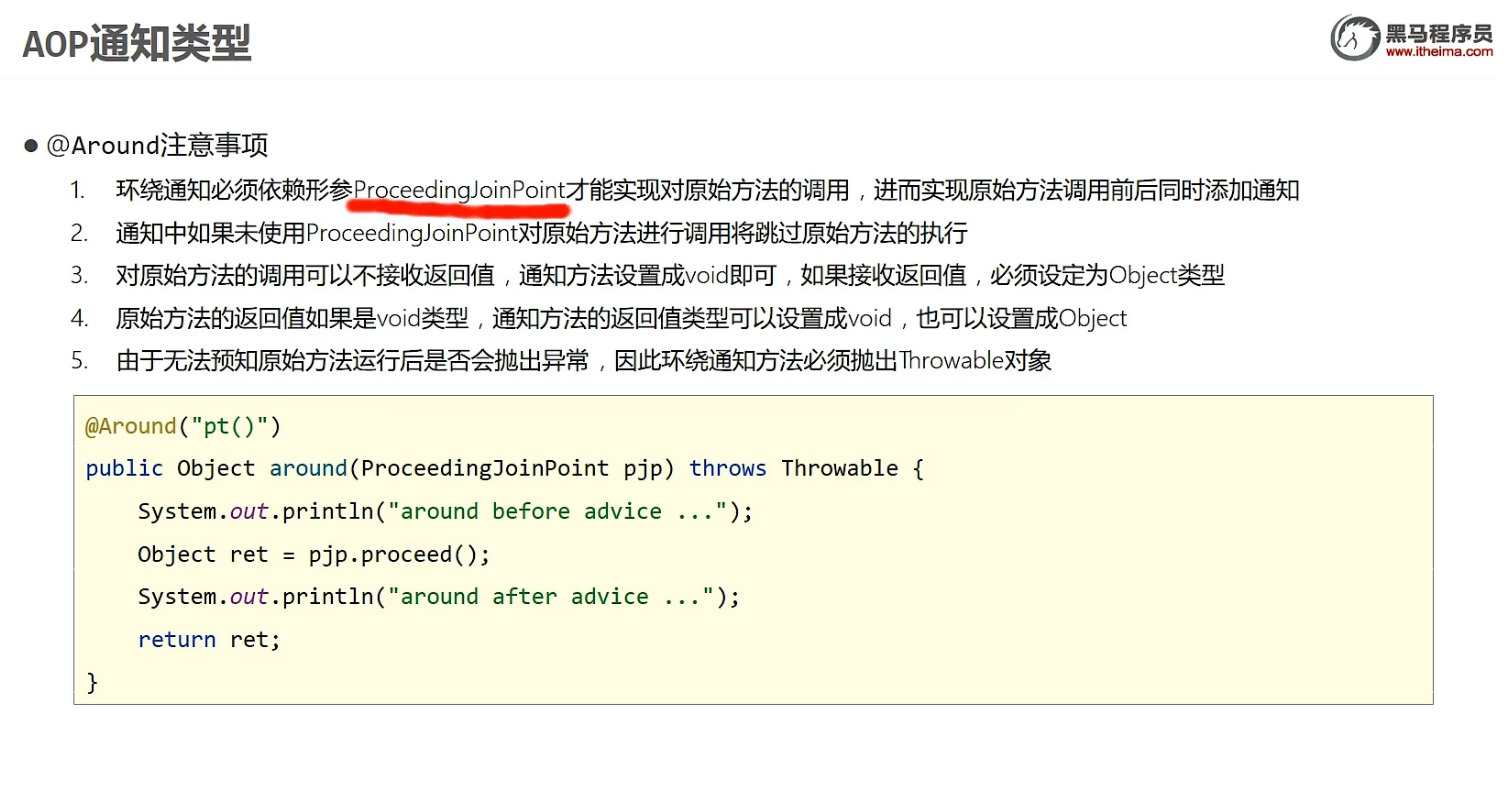 AOP通知类型
黑马程序员
www.itheima.com
● @Around注意事项
1. 环绕通知必须依赖形参ProceedingJoinPoint才能实现对原始方法的调用，进而实现原始方法调用前后同时添加通知
2. 通知中如果未使用ProceedingJoinPoint对原始方法进行调用将跳过原始方法的执行
3. 对原始方法的调用可以不接收返回值，通知方法设置成void即可，如果接收返回值，必须设定为Object类型
4. 原始方法的返回值如果是void类型，通知方法的返回值类型可以设置成void，也可以设置成Object
5. 由于无法预知原始方法运行后是否会抛出异常，因此环绕通知方法必须抛出Throwable对象
@Around("pt()")
public Object around(ProceedingJoinPoint pjp) throws Throwable {
    System.out.println("around before advice ...");
    Object ret = pjp.proceed();
    System.out.println("around after advice ...");
    return ret;
}